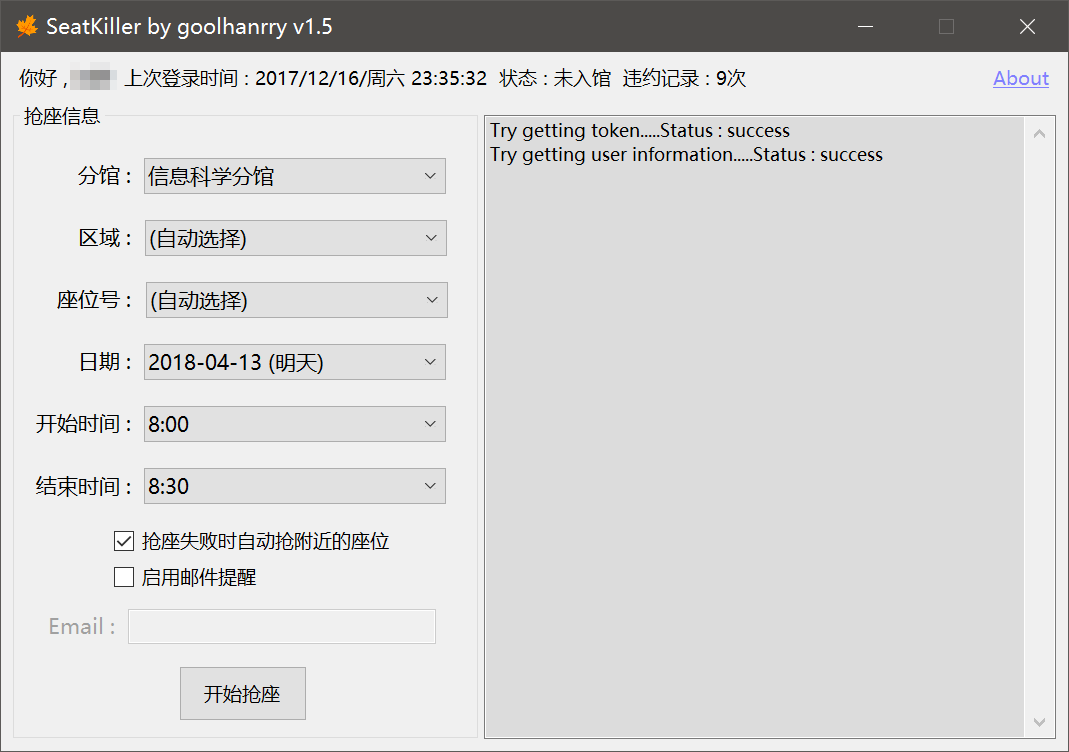 SeatKiller by goolhanrry v1.5
你好 , 上次登录时间 : 2017/12/16/周六 23:35:32 状态 : 未入馆 违约记录 : 9次 About
抢座信息
分馆 : 信息科学分馆
区域 : (自动选择)
座位号 : (自动选择)
日期 : 2018-04-13 (明天)
开始时间 : 8:00
结束时间 : 8:30
抢座失败时自动抢附近的座位
启用邮件提醒
Email :
开始抢座
Try getting token.....Status : success
Try getting user information.....Status : success